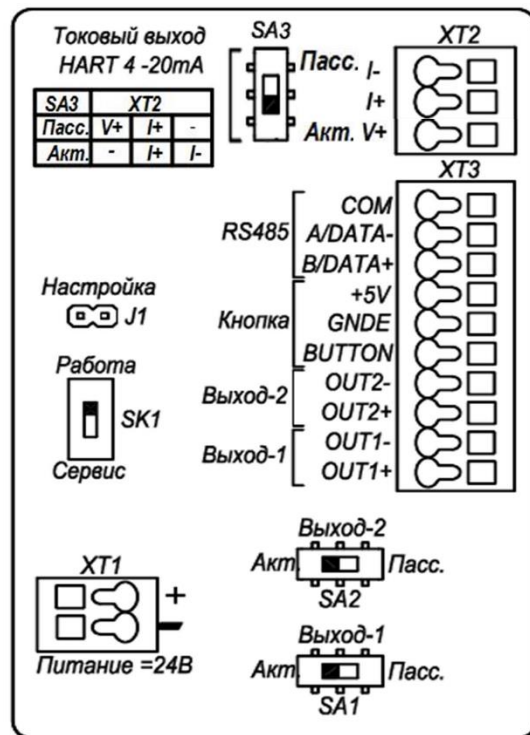 Токовый выход
HART 4 -20mA
SA3 XT2
Пасс. V+ I+ -
Акт. - I+ I-
SA3
Пасс.
Акт.
XT2
I-
I+
V+
XT3
RS485
COM
A/DATA-
B/DATA+
Кнопка
+5V
GNDE
BUTTON
Выход-2
OUT2-
OUT2+
Выход-1
OUT1-
OUT1+
Настройка
J1
Работа
SK1
Сервис
XT1
+
-
Питание =24В
Выход-2
Акт. Пасс.
SA2
Выход-1
Акт. Пасс.
SA1